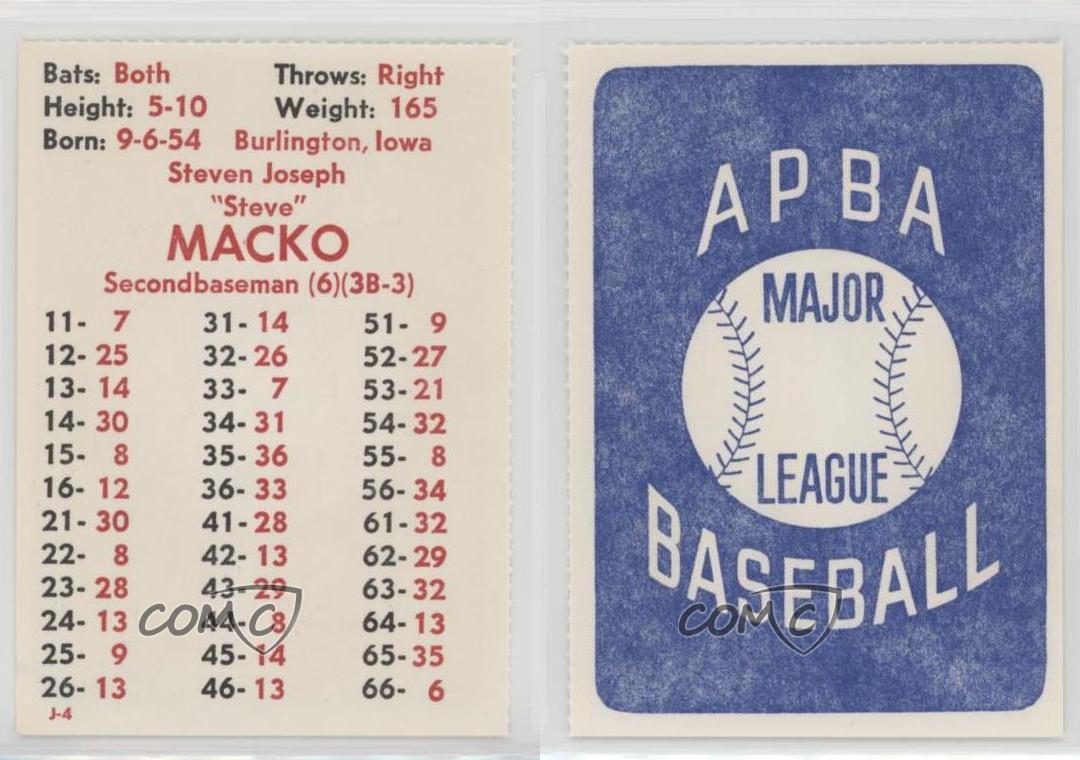 Bats: Both Throws: Right
Height: 5-10 Weight: 165
Born: 9-6-54 Burlington, Iowa
Steven Joseph
"Steve"
MACKO
Secondbaseman (6)(3B-3)
11- 7 31- 14 51- 9
12- 25 32- 26 52- 27
13- 14 33- 7 53- 21
14- 30 34- 31 54- 32
15- 8 35- 36 55- 8
16- 12 36- 33 56- 34
21- 30 41- 28 61- 32
22- 8 42- 13 62- 29
23- 28 43- 29 63- 32
24- 13 44- 8 64- 13
25- 9 45- 14 65- 35
26- 13 46- 13 66- 6
J-4
COMC
APBA
MAJOR
LEAGUE
BASEBALL
COMC